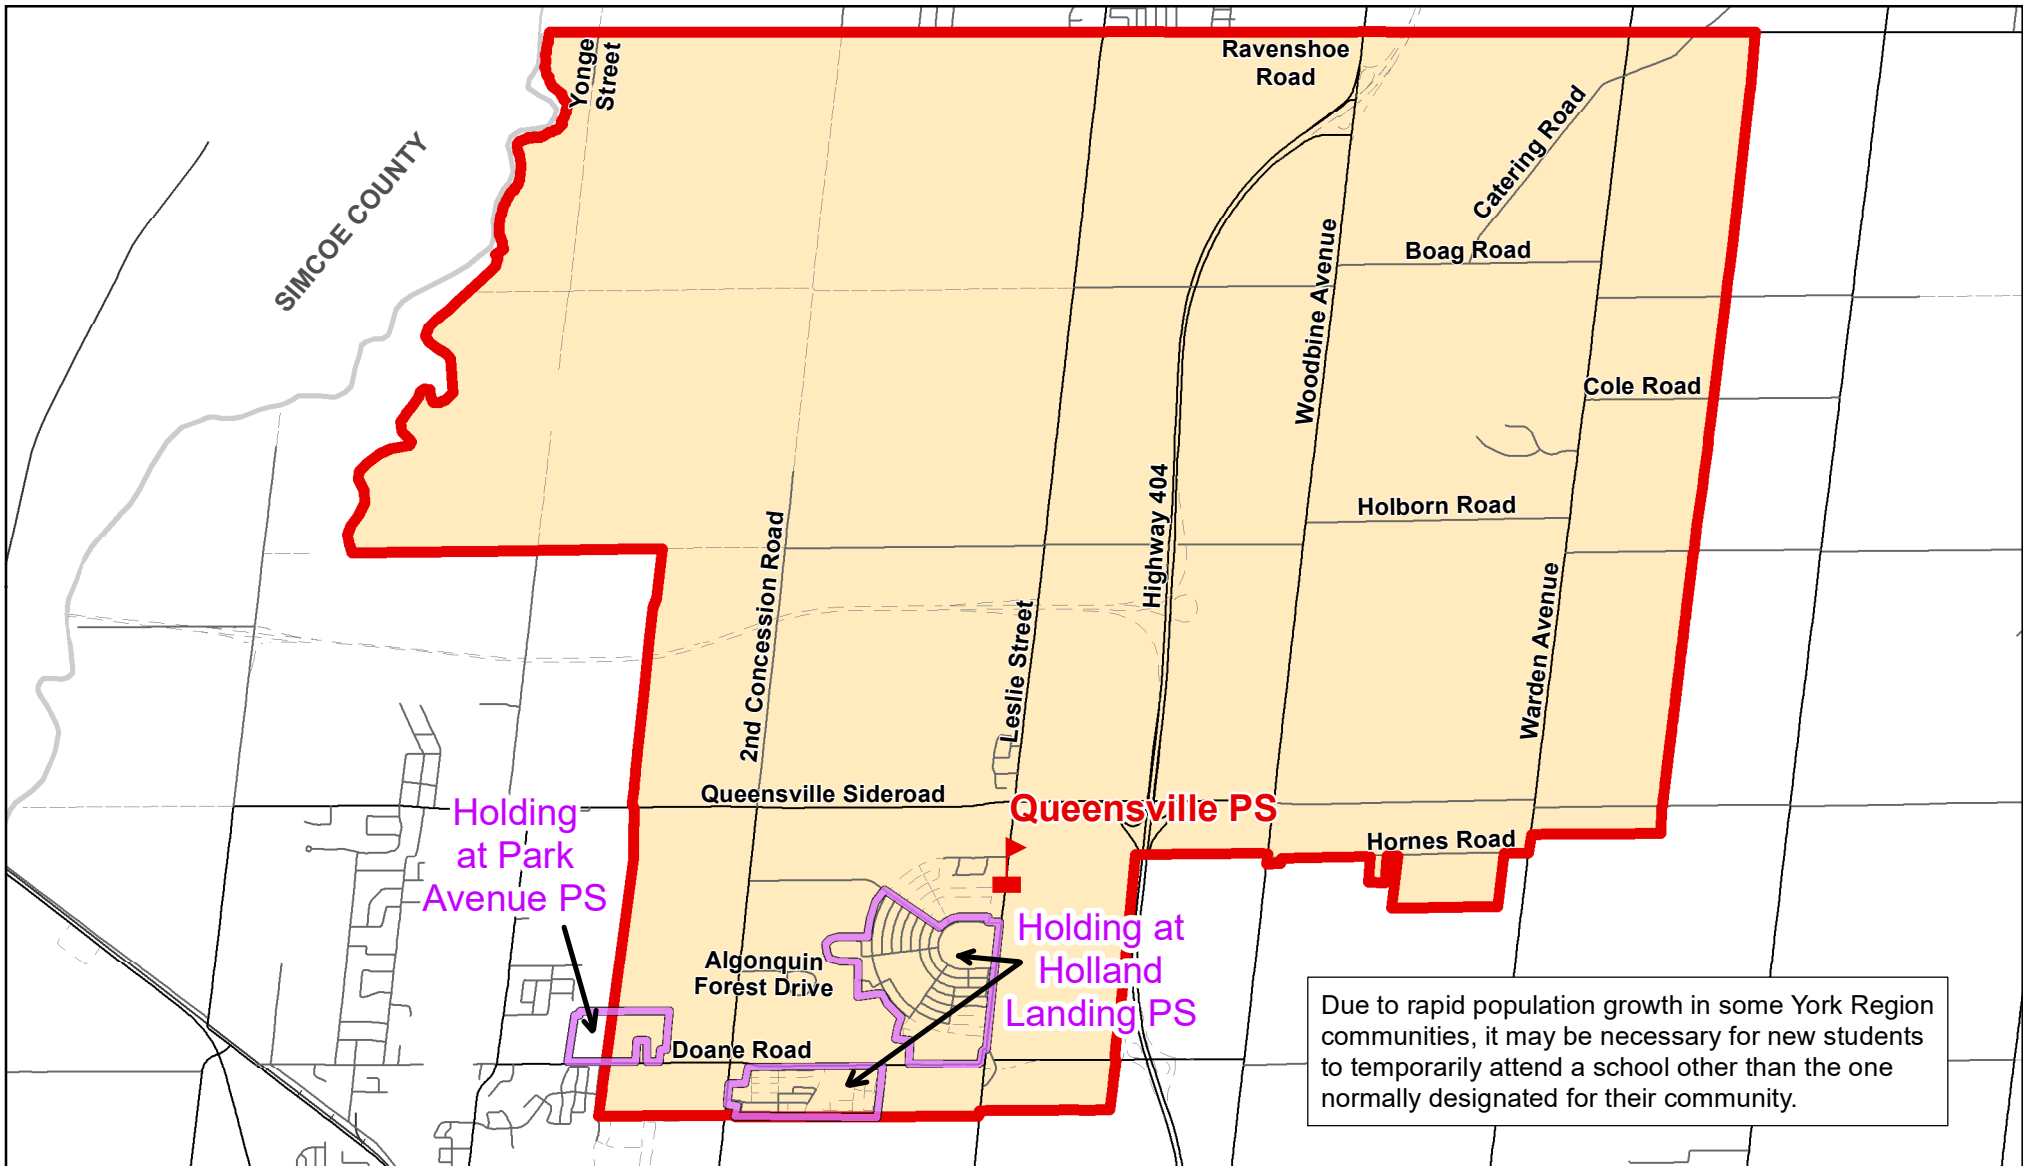 Yonge
Street
Ravenshoe
Road
Catering Road
SIMCOE COUNTY
Boag Road
Woodbine Avenue
Cole Road
Highway 404
Holborn Road
2nd Concession Road
Leslie Street
Warden Avenue
Queensville Sideroad
Queensville PS
Holding
at Park
Avenue PS
Hornes Road
Holding at
Holland
Landing PS
Algonquin
Forest Drive
Doane Road
Due to rapid population growth in some York Region
communities, it may be necessary for new students
to temporarily attend a school other than the one
normally designated for their community.